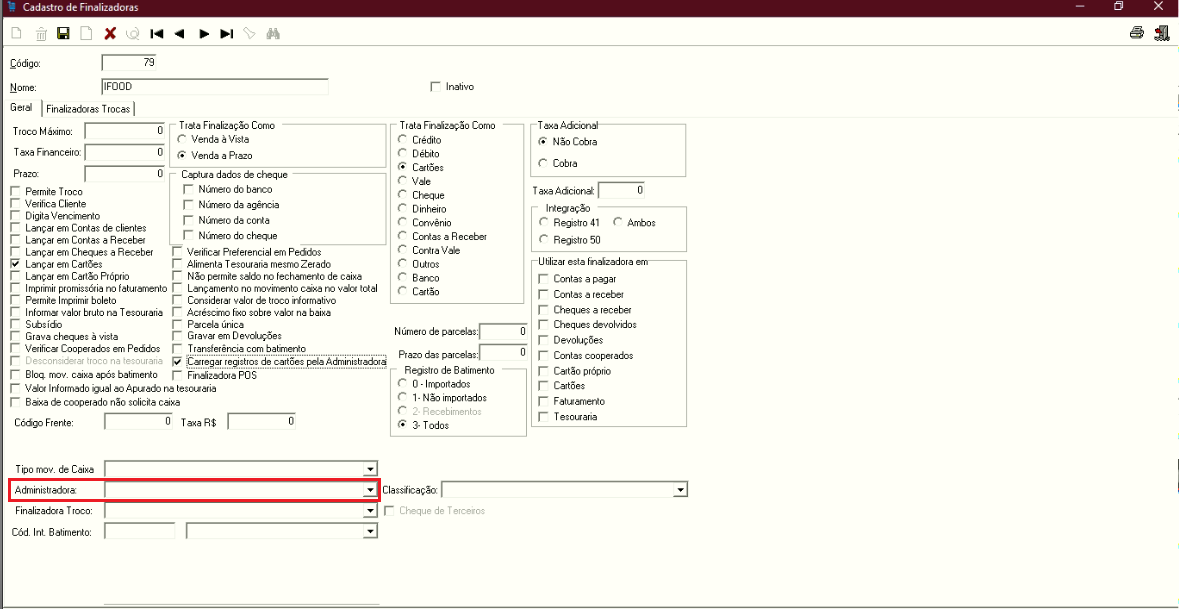 Cadastro de Finalizadoras
Código: 79
Nome: IFOOD Inativo
Geral Finalizadoras Trocas
Troco Máximo: 0
Taxa Financeiro: 0
Prazo: 0
Permite Troco
Verifica Cliente
Digita Vencimento
Lançar em Contas de clientes
Lançar em Contas a Receber
Lançar em Cheques a Receber
Lançar em Cartões
Lançar em Cartão Próprio
Imprimir promissória no faturamento
Permite Imprimir boleto
Informar valor bruto na Tesouraria
Subsídio
Grava cheques à vista
Verificar Cooperados em Pedidos
Desconsiderar troco na tesouraria
Bloq. mov. caixa após batimento
Valor Informado igual ao Apurado na tesouraria
Baixa de cooperado não solicita caixa
Código Frente: 0 Taxa R$ 0
Trata Finalização Como
Venda à Vista
Venda a Prazo
Captura dados de cheque
Número do banco
Número da agência
Número da conta
Número do cheque
Verificar Preferencial em Pedidos
Alimenta Tesouraria mesmo Zerado
Não permite saldo no fechamento de caixa
Lançamento no movimento caixa no valor total
Considerar valor de troco informativo
Acréscimo fixo sobre valor na baixa
Parcela única
Gravar em Devoluções
Transferência com batimento
Carregar registros de cartões pela Administradora
Finalizadora POS
Trata Finalização Como
Crédito
Débito
Cartões
Vale
Cheque
Dinheiro
Convênio
Contas a Receber
Contra Vale
Outros
Banco
Cartão
Número de parcelas: 0
Prazo das parcelas: 0
Registro de Batimento
0 - Importados
1- Não importados
2- Recebimentos
3- Todos
Taxa Adicional
Não Cobra
Cobra
Taxa Adicional: 0
Integração
Registro 41 Ambos
Registro 50
Utilizar esta finalizadora em
Contas a pagar
Contas a receber
Cheques a receber
Cheques devolvidos
Devoluções
Contas cooperados
Cartão próprio
Cartões
Faturamento
Tesouraria
Tipo mov. de Caixa
Administradora: Classificação:
Finalizadora Troco: Cheque de Terceiros
Cód. Int. Batimento: